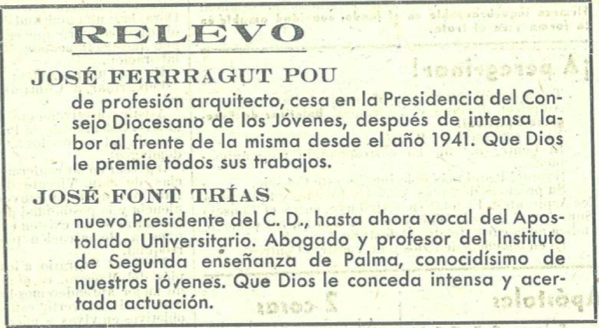 RELEVO
JOSÉ FERRRAGUT POU
de profesión arquitecto, cesa en la Presidencia del Con-
sejo Diocesano de los Jóvenes, después de intensa la-
bor al frente de la misma desde el año 1941. Que Dios
le premie todos sus trabajos.
JOSÉ FONT TRÍAS
nuevo Presidente del C. D., hasta ahora vocal del Apos-
tolado Universitario. Abogado y profesor del Instituto
de Segunda enseñanza de Palma, conocidísimo de
nuestros jóvenes. Que Dios le conceda intensa y acer-
tada actuación.